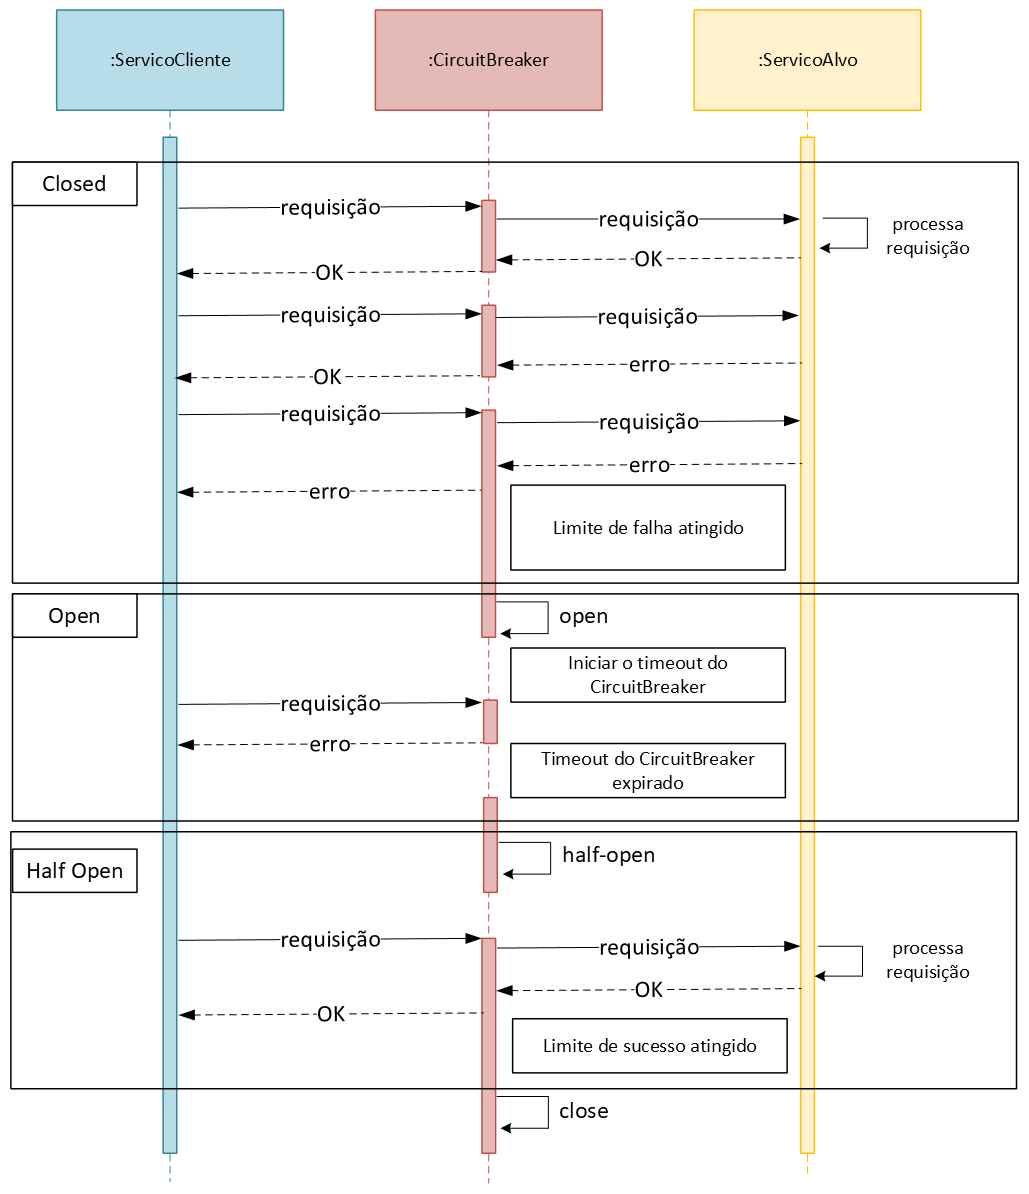 :ServicoCliente
:CircuitBreaker
:ServicoAlvo
Closed
requisição
requisição
processa
requisição
OK
OK
requisição
requisição
erro
OK
requisição
requisição
erro
erro
Limite de falha atingido
Open
open
Iniciar o timeout do
CircuitBreaker
requisição
erro
Timeout do CircuitBreaker
expirado
Half Open
half-open
requisição
requisição
processa
requisição
OK
OK
Limite de sucesso atingido
close